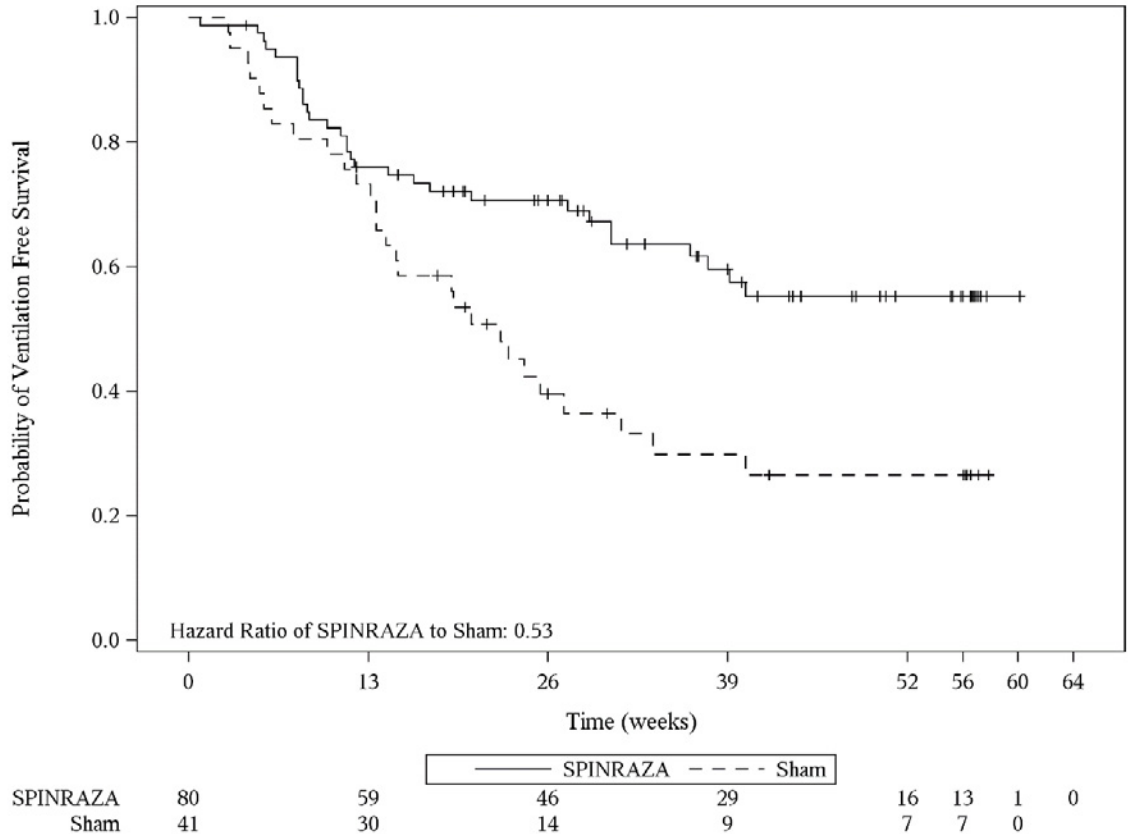 Probability of Ventilation Free Survival
1.0
0.8
0.6
0.4
0.2
0.0
Hazard Ratio of SPINRAZA to Sham: 0.53
0 13 26 39 52 56 60 64
Time (weeks)
SPINRAZA Sham
SPINRAZA 80 59 46 29 16 13 1 0
Sham 41 30 14 9 7 7 0